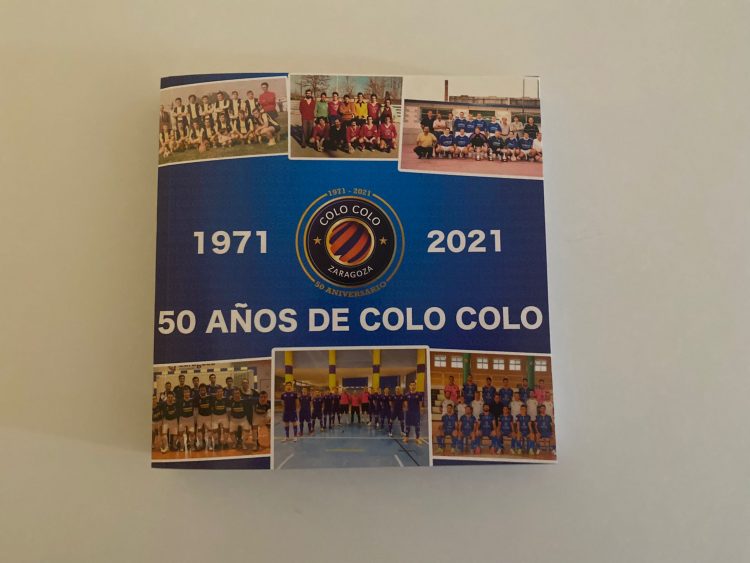 1971 - 2021
COLO COLO
1971
2021
ZARAGOZA
50 ANIVERSARIO
50 AÑOS DE COLO COLO